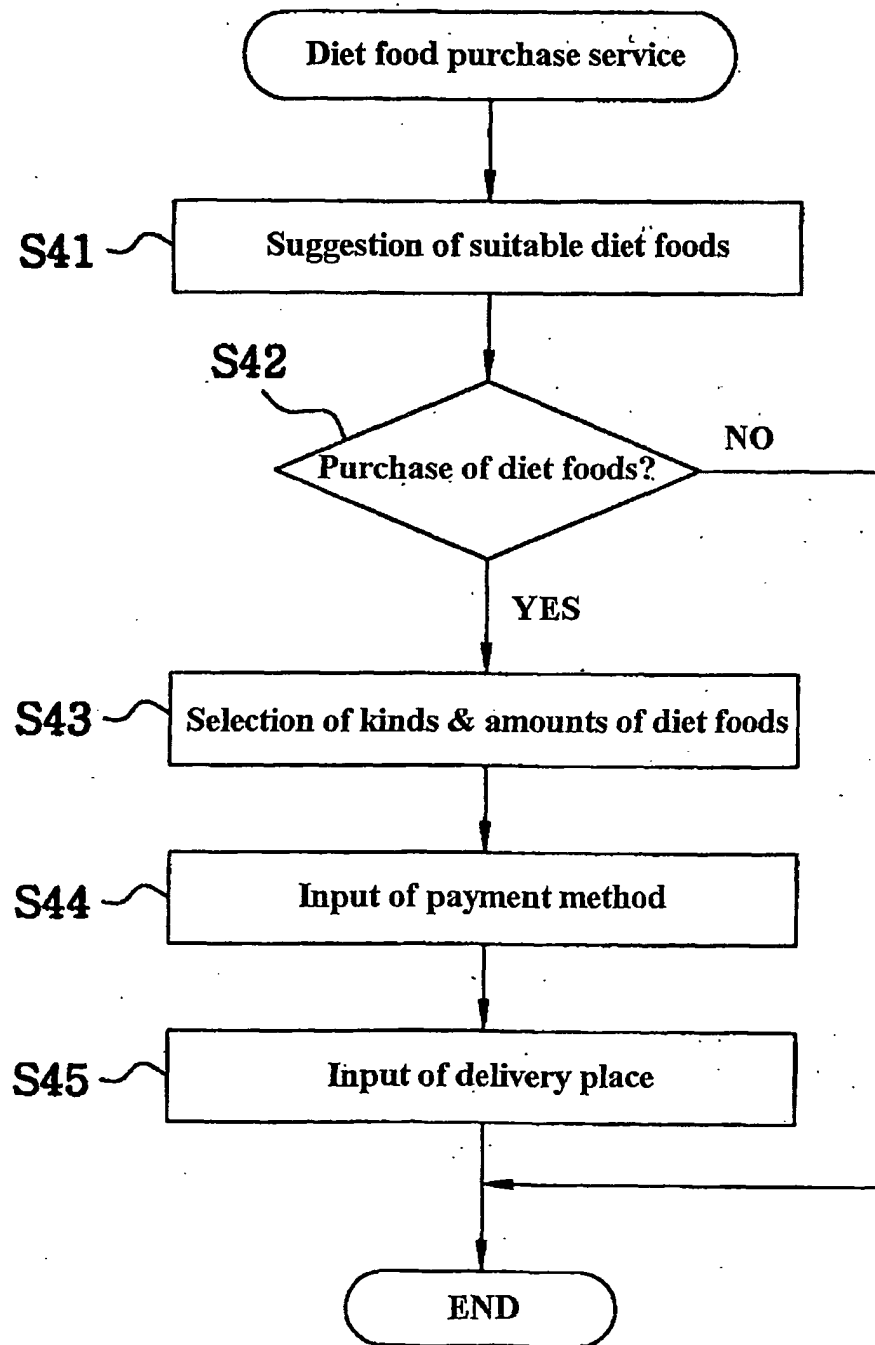 Diet food purchase service
S41
Suggestion of suitable diet foods
S42
Purchase of diet foods?
NO
YES
S43
Selection of kinds & amounts of diet foods
S44
Input of payment method
S45
Input of delivery place
END